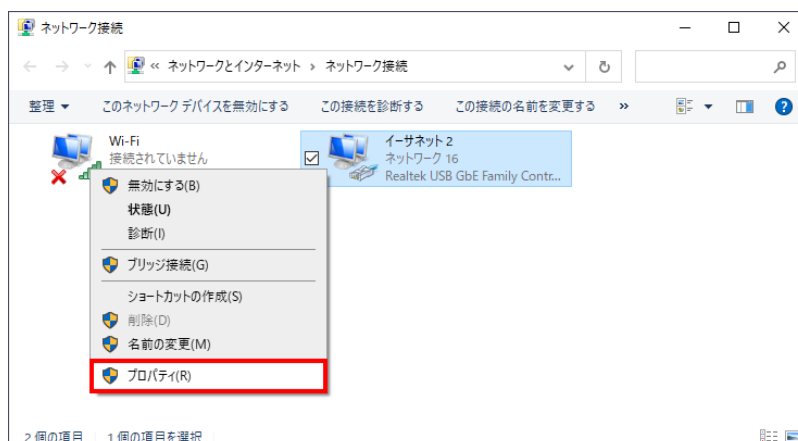 ネットワーク接続
« ネットワークとインターネット › ネットワーク接続
整理 このネットワーク デバイスを無効にする この接続を診断する この接続の名前を変更する »
Wi-Fi
接続されていません
イーサネット 2
ネットワーク 16
Realtek USB GbE Family Contr...
無効にする(B)
状態(U)
診断(I)
ブリッジ接続(G)
ショートカットの作成(S)
削除(D)
名前の変更(M)
プロパティ(R)
2 個の項目 1 個の項目を選択